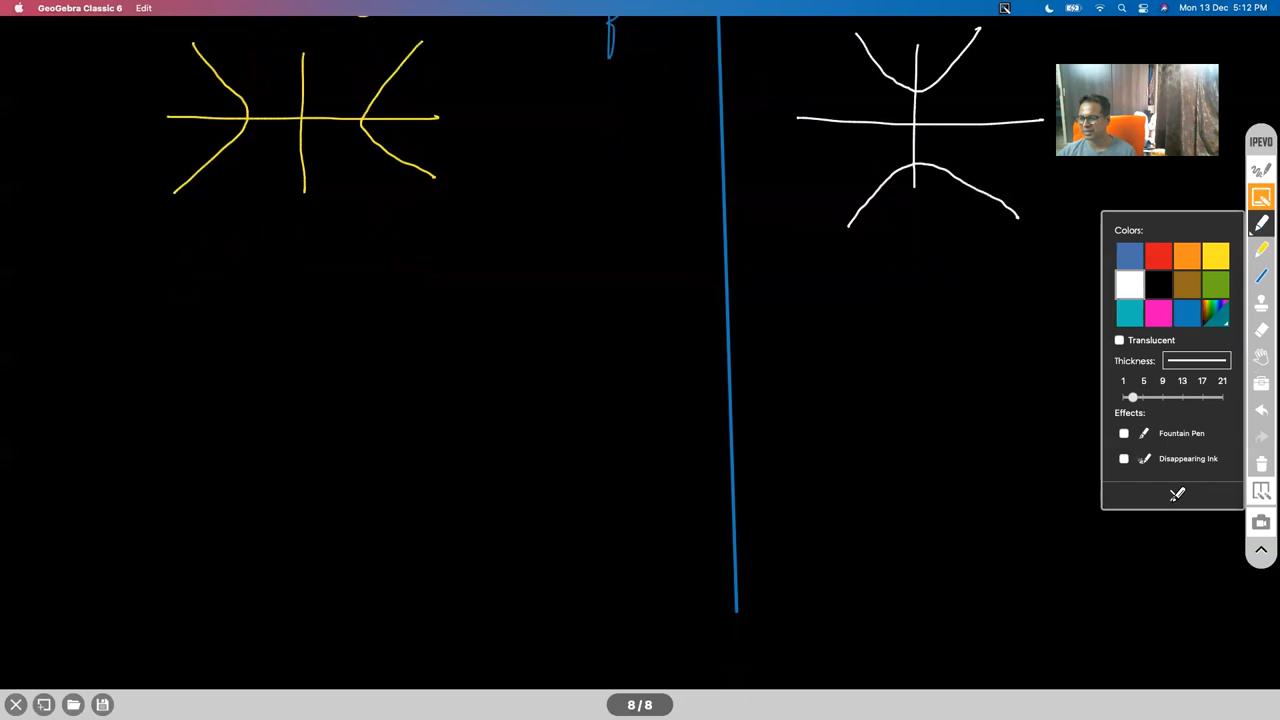 GeoGebra Classic 6 Edit Mon 13 Dec 5:12 PM
IPEVO
Colors:
Translucent
Thickness:
1 5 9 13 17 21
Effects:
Fountain Pen
Disappearing Ink
8 / 8